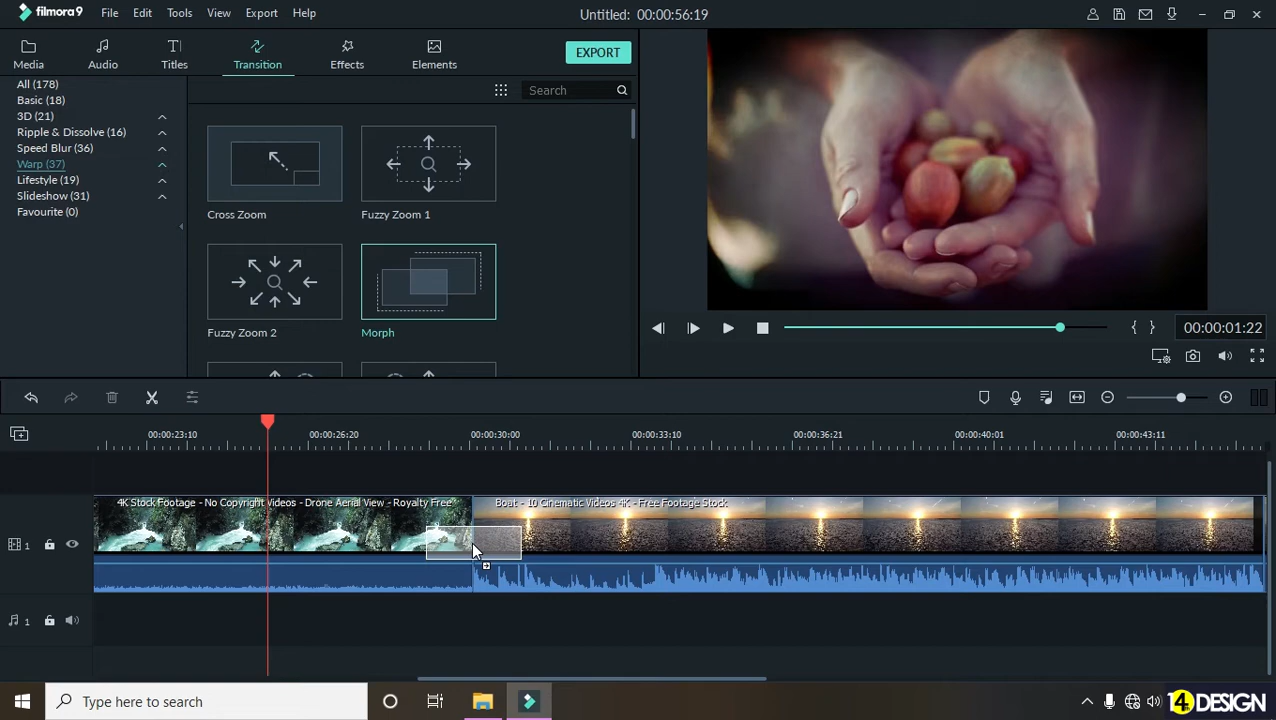 filmora9 File Edit Tools View Export Help Untitled: 00:00:56:19
Media Audio Titles Transition Effects Elements EXPORT
All (178)
Basic (18)
3D (21)
Ripple & Dissolve (16)
Speed Blur (36)
Warp (37)
Lifestyle (19)
Slideshow (31)
Favourite (0)
Search
Cross Zoom Fuzzy Zoom 1
Fuzzy Zoom 2 Morph
00:00:01:22
00:00:23:10 00:00:26:20 00:00:30:00 00:00:33:10 00:00:36:21 00:00:40:01 00:00:43:11
4K Stock Footage - No Copyright Videos - Drone Aerial View - Royalty Free Boat - 10 Cinematic Videos 4K - Free Footage Stock
1
1
Type here to search
4 DESIGN